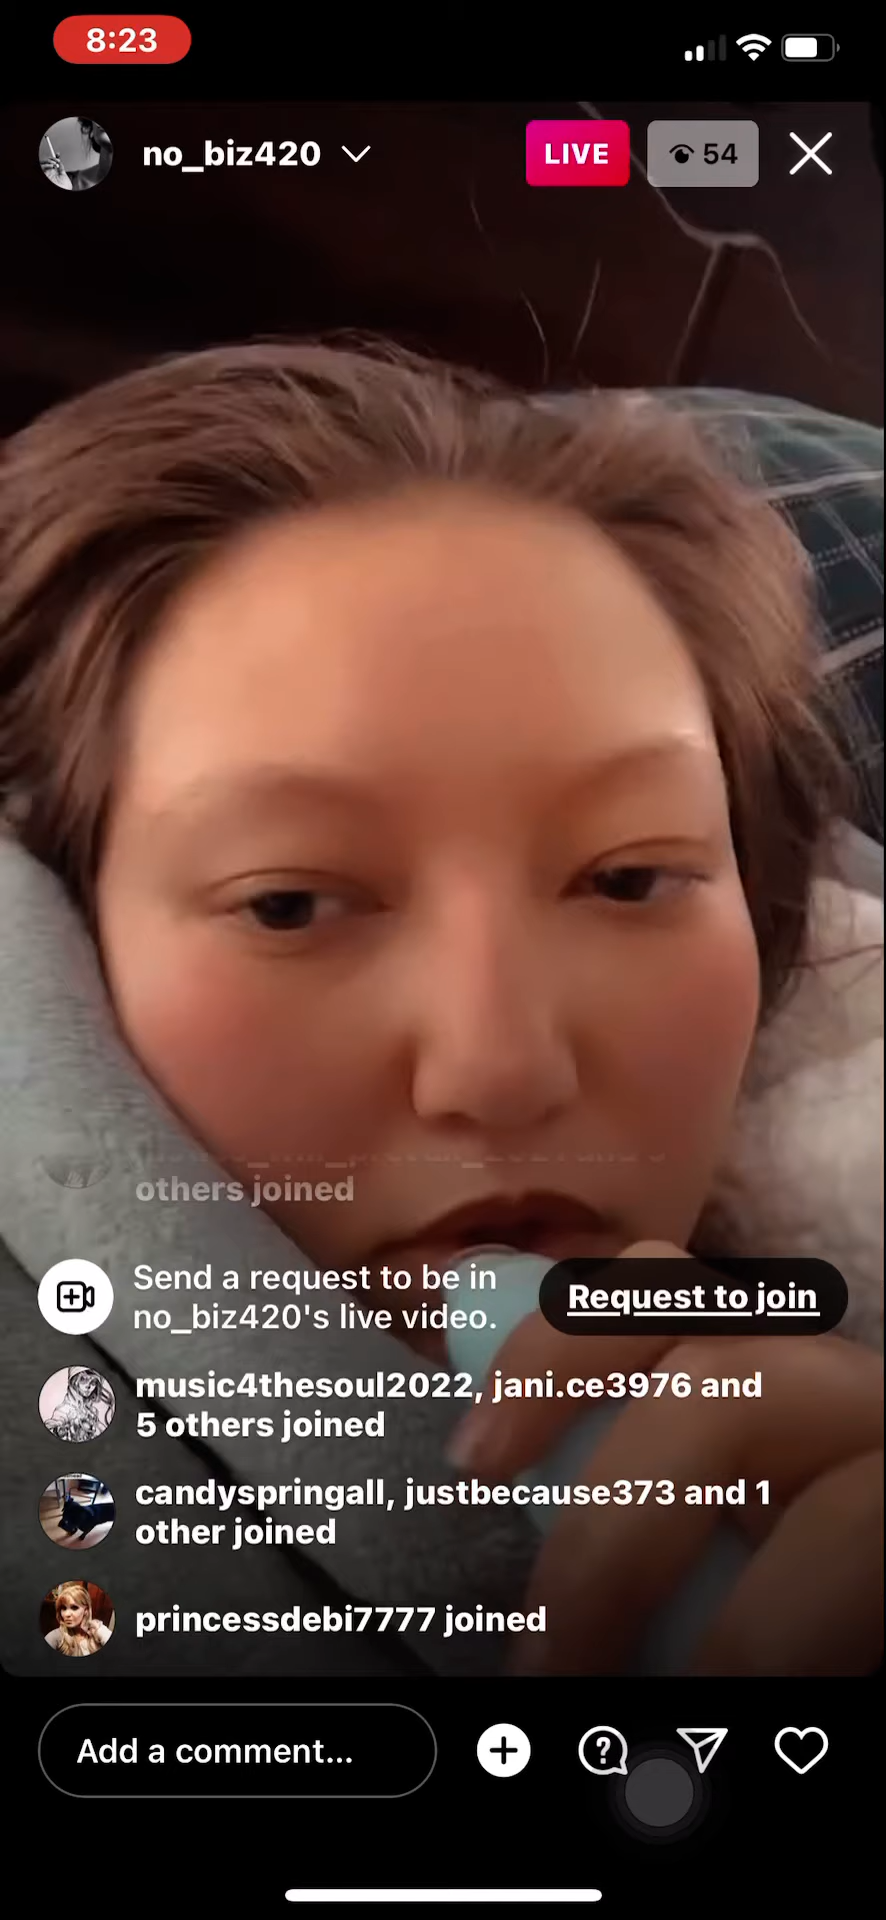 8:23
no_biz420
LIVE
54
others joined
Send a request to be in
no_biz420's live video.
Request to join
music4thesoul2022, jani.ce3976 and
5 others joined
candyspringall, justbecause373 and 1
other joined
princessdebi7777 joined
Add a comment...